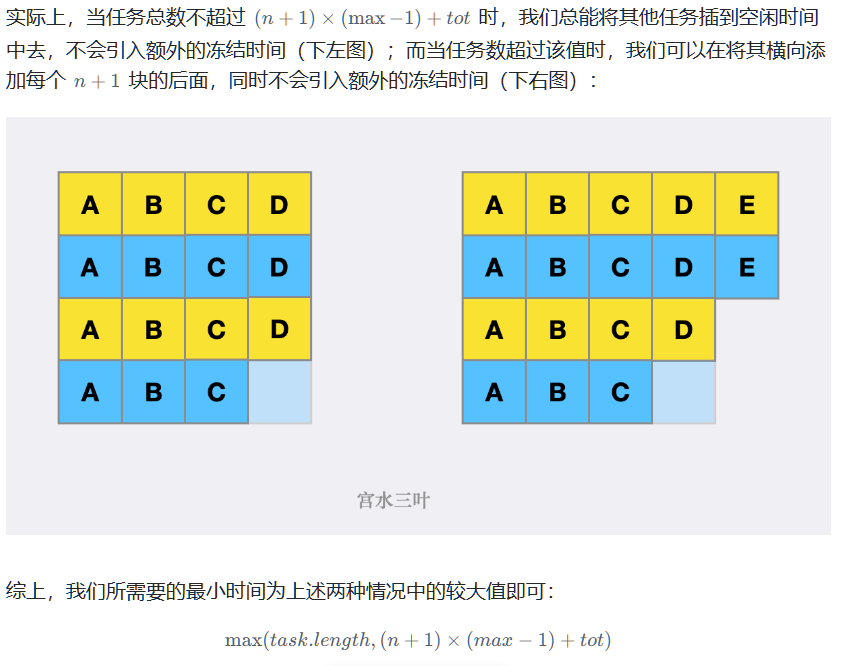 实际上，当任务总数不超过 (n + 1) × (max −1) + tot 时，我们总能将其他任务插到空闲时间
中去，不会引入额外的冻结时间（下左图）；而当任务数超过该值时，我们可以在将其横向添
加每个 n + 1 块的后面，同时不会引入额外的冻结时间（下右图）：
A B C D
A B C D
A B C D
A B C
A B C D E
A B C D E
A B C D
A B C
宫水三叶
综上，我们所需要的最小时间为上述两种情况中的较大值即可：
max(task.length, (n + 1) × (max − 1) + tot)